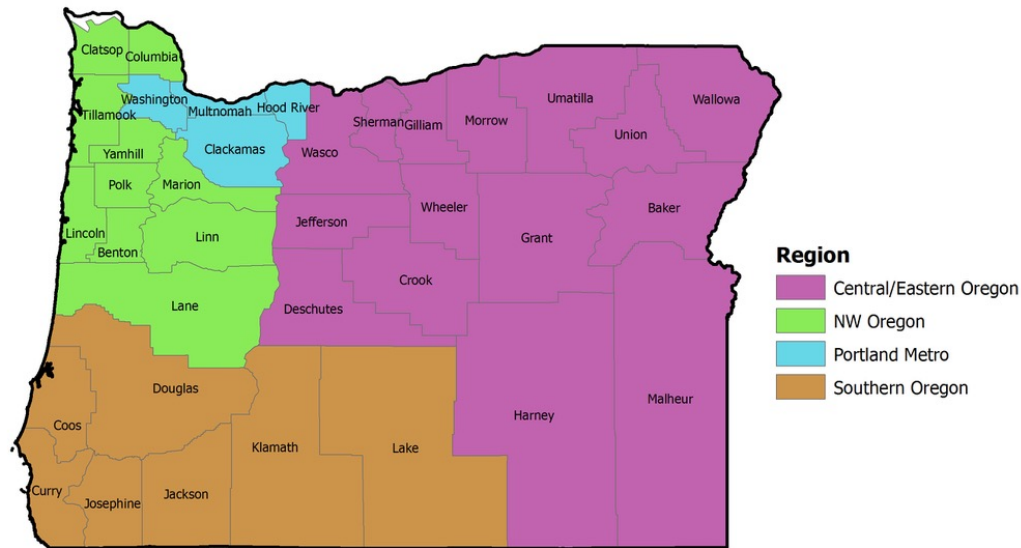 Clatsop
Columbia
Tillamook
Washington
Multnomah
Hood River
Clackamas
Yamhill
Polk
Marion
Lincoln
Benton
Linn
Lane
Wasco
Sherman
Gilliam
Morrow
Umatilla
Union
Wallowa
Jefferson
Wheeler
Grant
Baker
Crook
Deschutes
Douglas
Coos
Curry
Josephine
Jackson
Klamath
Lake
Harney
Malheur
Region
Central/Eastern Oregon
NW Oregon
Portland Metro
Southern Oregon